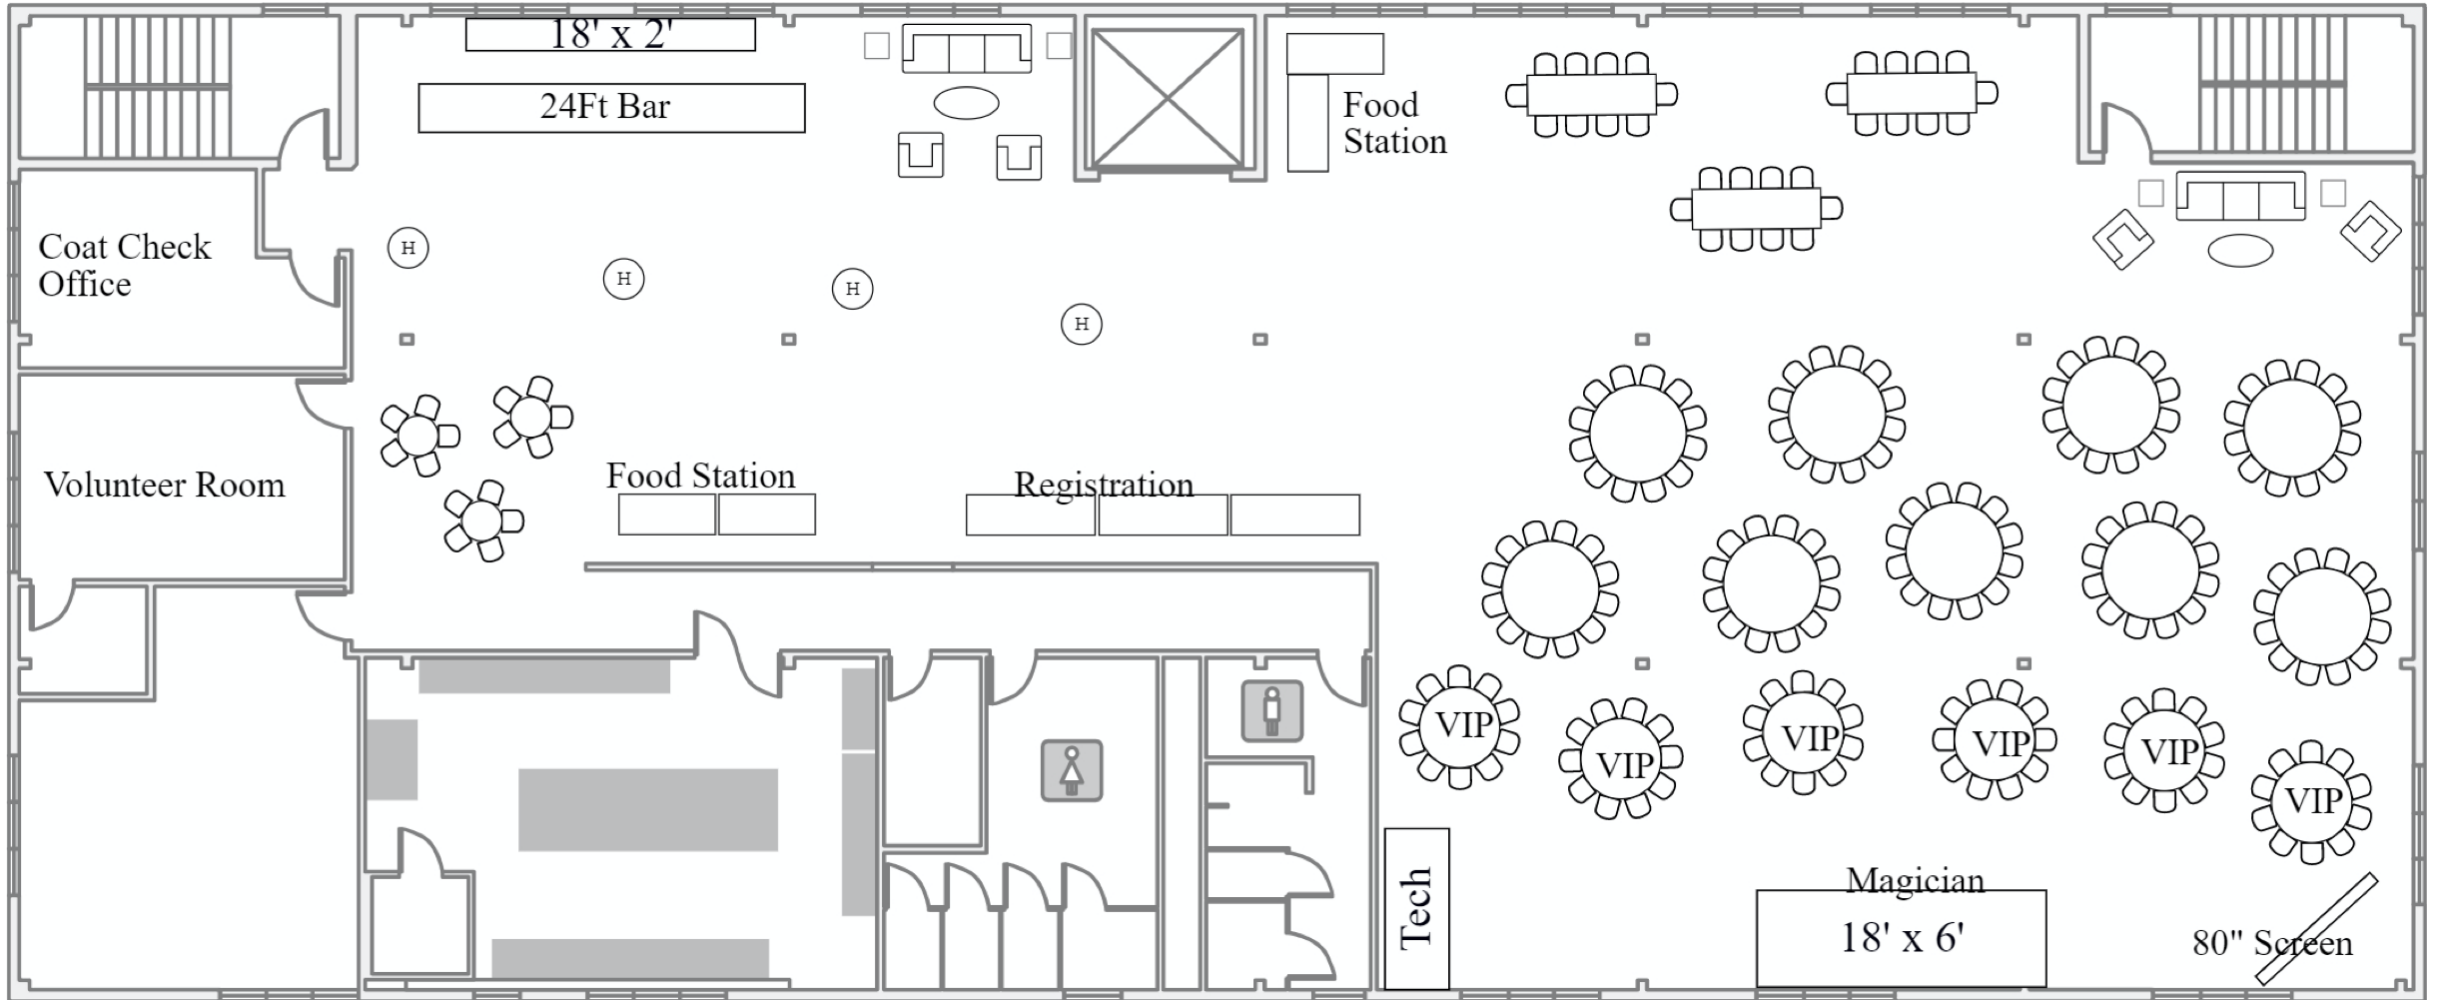 18' x 2'
24Ft Bar
Food
Station
Coat Check
Office
H
H
H
H
Volunteer Room
Food Station
Registration
VIP
VIP
VIP
VIP
VIP
VIP
Tech
Magician
18' x 6'
80" Screen